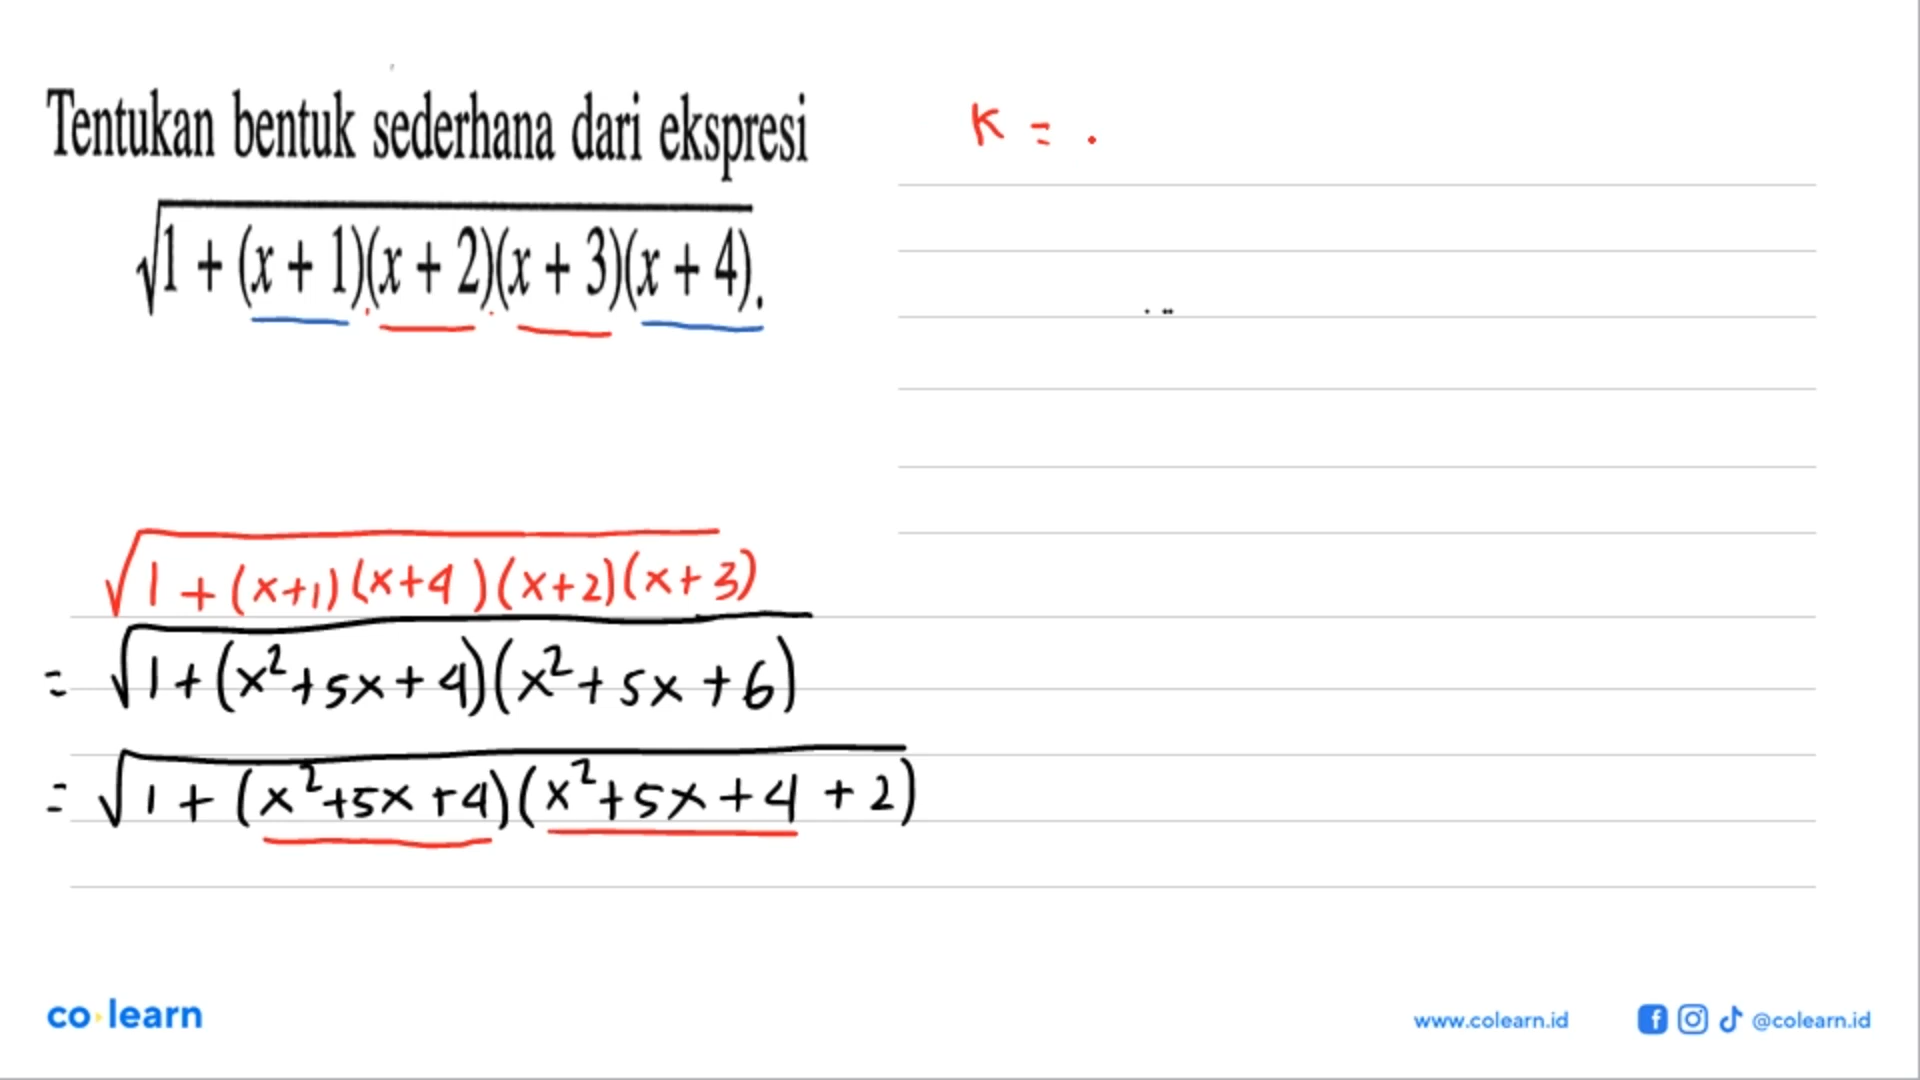 Tentukan bentuk sederhana dari ekspresi
√1 + (x + 1)(x + 2)(x + 3)(x + 4).
K = .
√1 + (x+1)(x+4)(x+2)(x+3)
= √1+(x²+5x+4)(x²+5x+6)
= √1+(x²+5x+4)(x²+5x+4+2)
co learn
www.colearn.id
@colearn.id